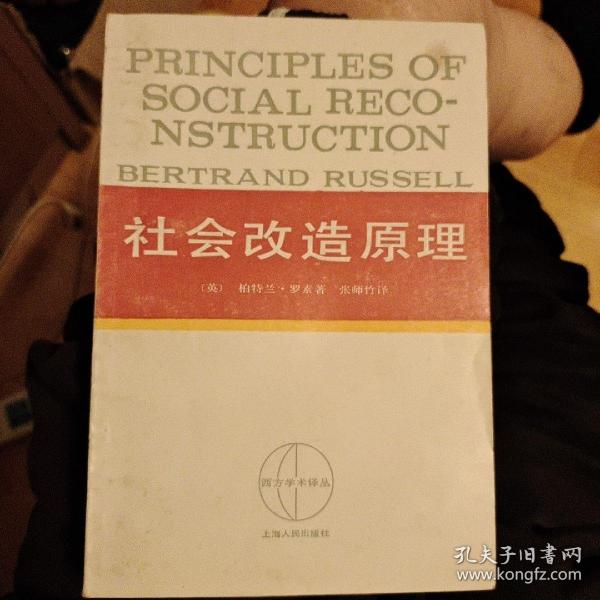 PRINCIPLES OF
SOCIAL RECO-
NSTRUCTION
BERTRAND RUSSELL
社会改造原理
〔英〕 柏特兰·罗素著 张师竹译
西方学术译丛
上海人民出版社
孔夫子旧書网
www.kongfz.com